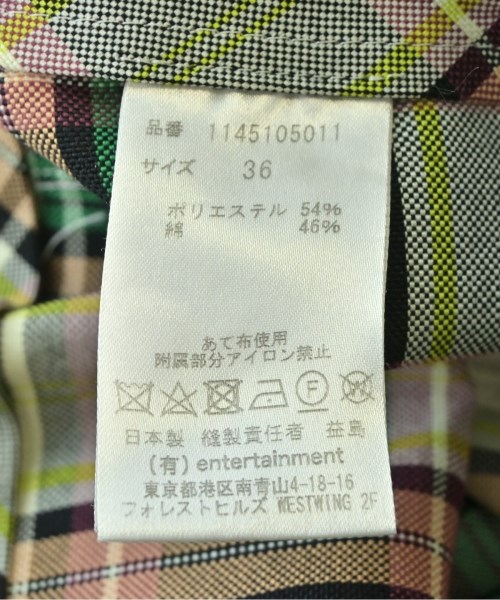 品番 1145105011
サイズ 36
ポリエステル 54%
綿 46%
あて布使用
附属部分アイロン禁止
日本製 縫製責任者 益島
(有) entertainment
東京都港区南青山4-18-16
フォレストヒルズ WESTWING 2F